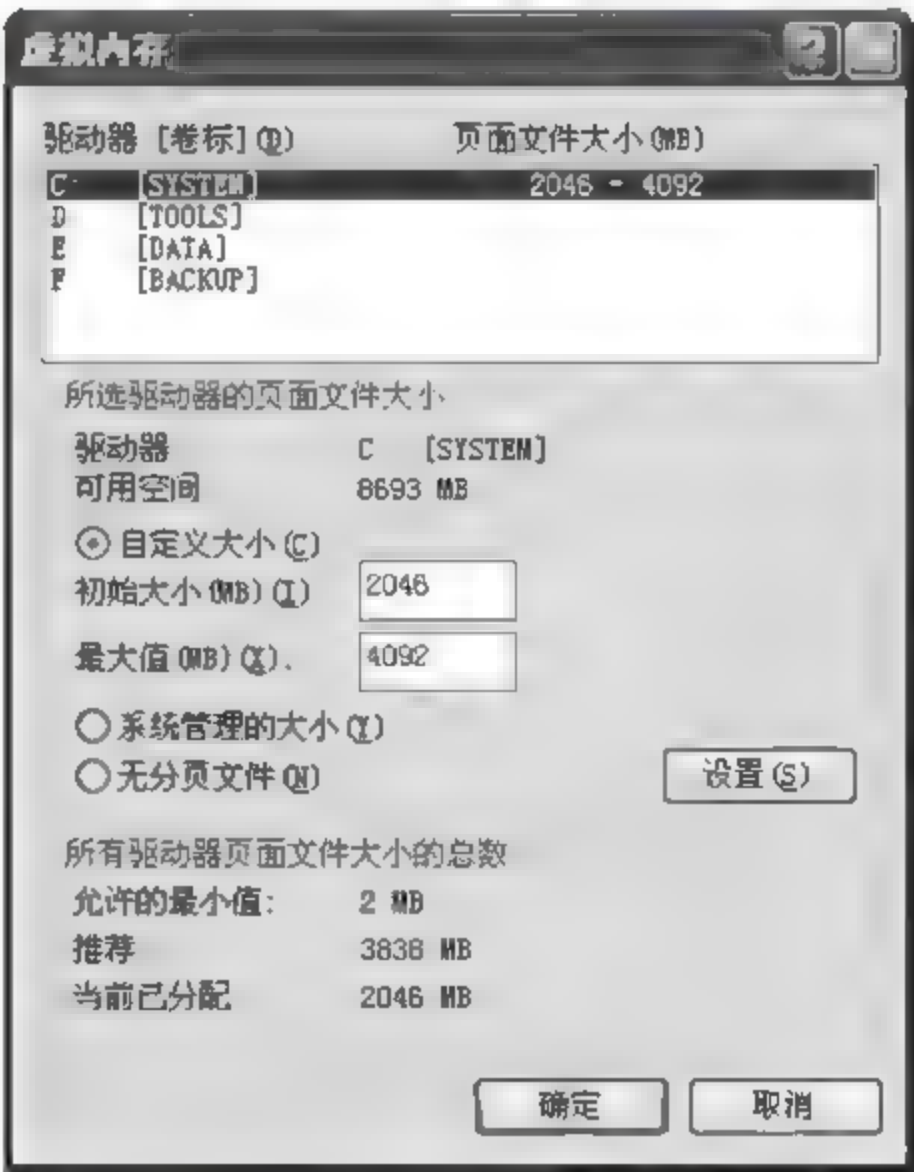 虚拟内存
驱动器 [卷标](D) 页面文件大小(MB)
C [SYSTEM] 2046 - 4092
D [TOOLS]
E [DATA]
F [BACKUP]
所选驱动器的页面文件大小
驱动器 C [SYSTEM]
可用空间 8693 MB
自定义大小(C)
初始大小(MB)(I) 2046
最大值(MB)(X). 4092
系统管理的大小(Y)
无分页文件(N)
设置(S)
所有驱动器页面文件大小的总数
允许的最小值: 2 MB
推荐 3838 MB
当前已分配 2046 MB
确定 取消